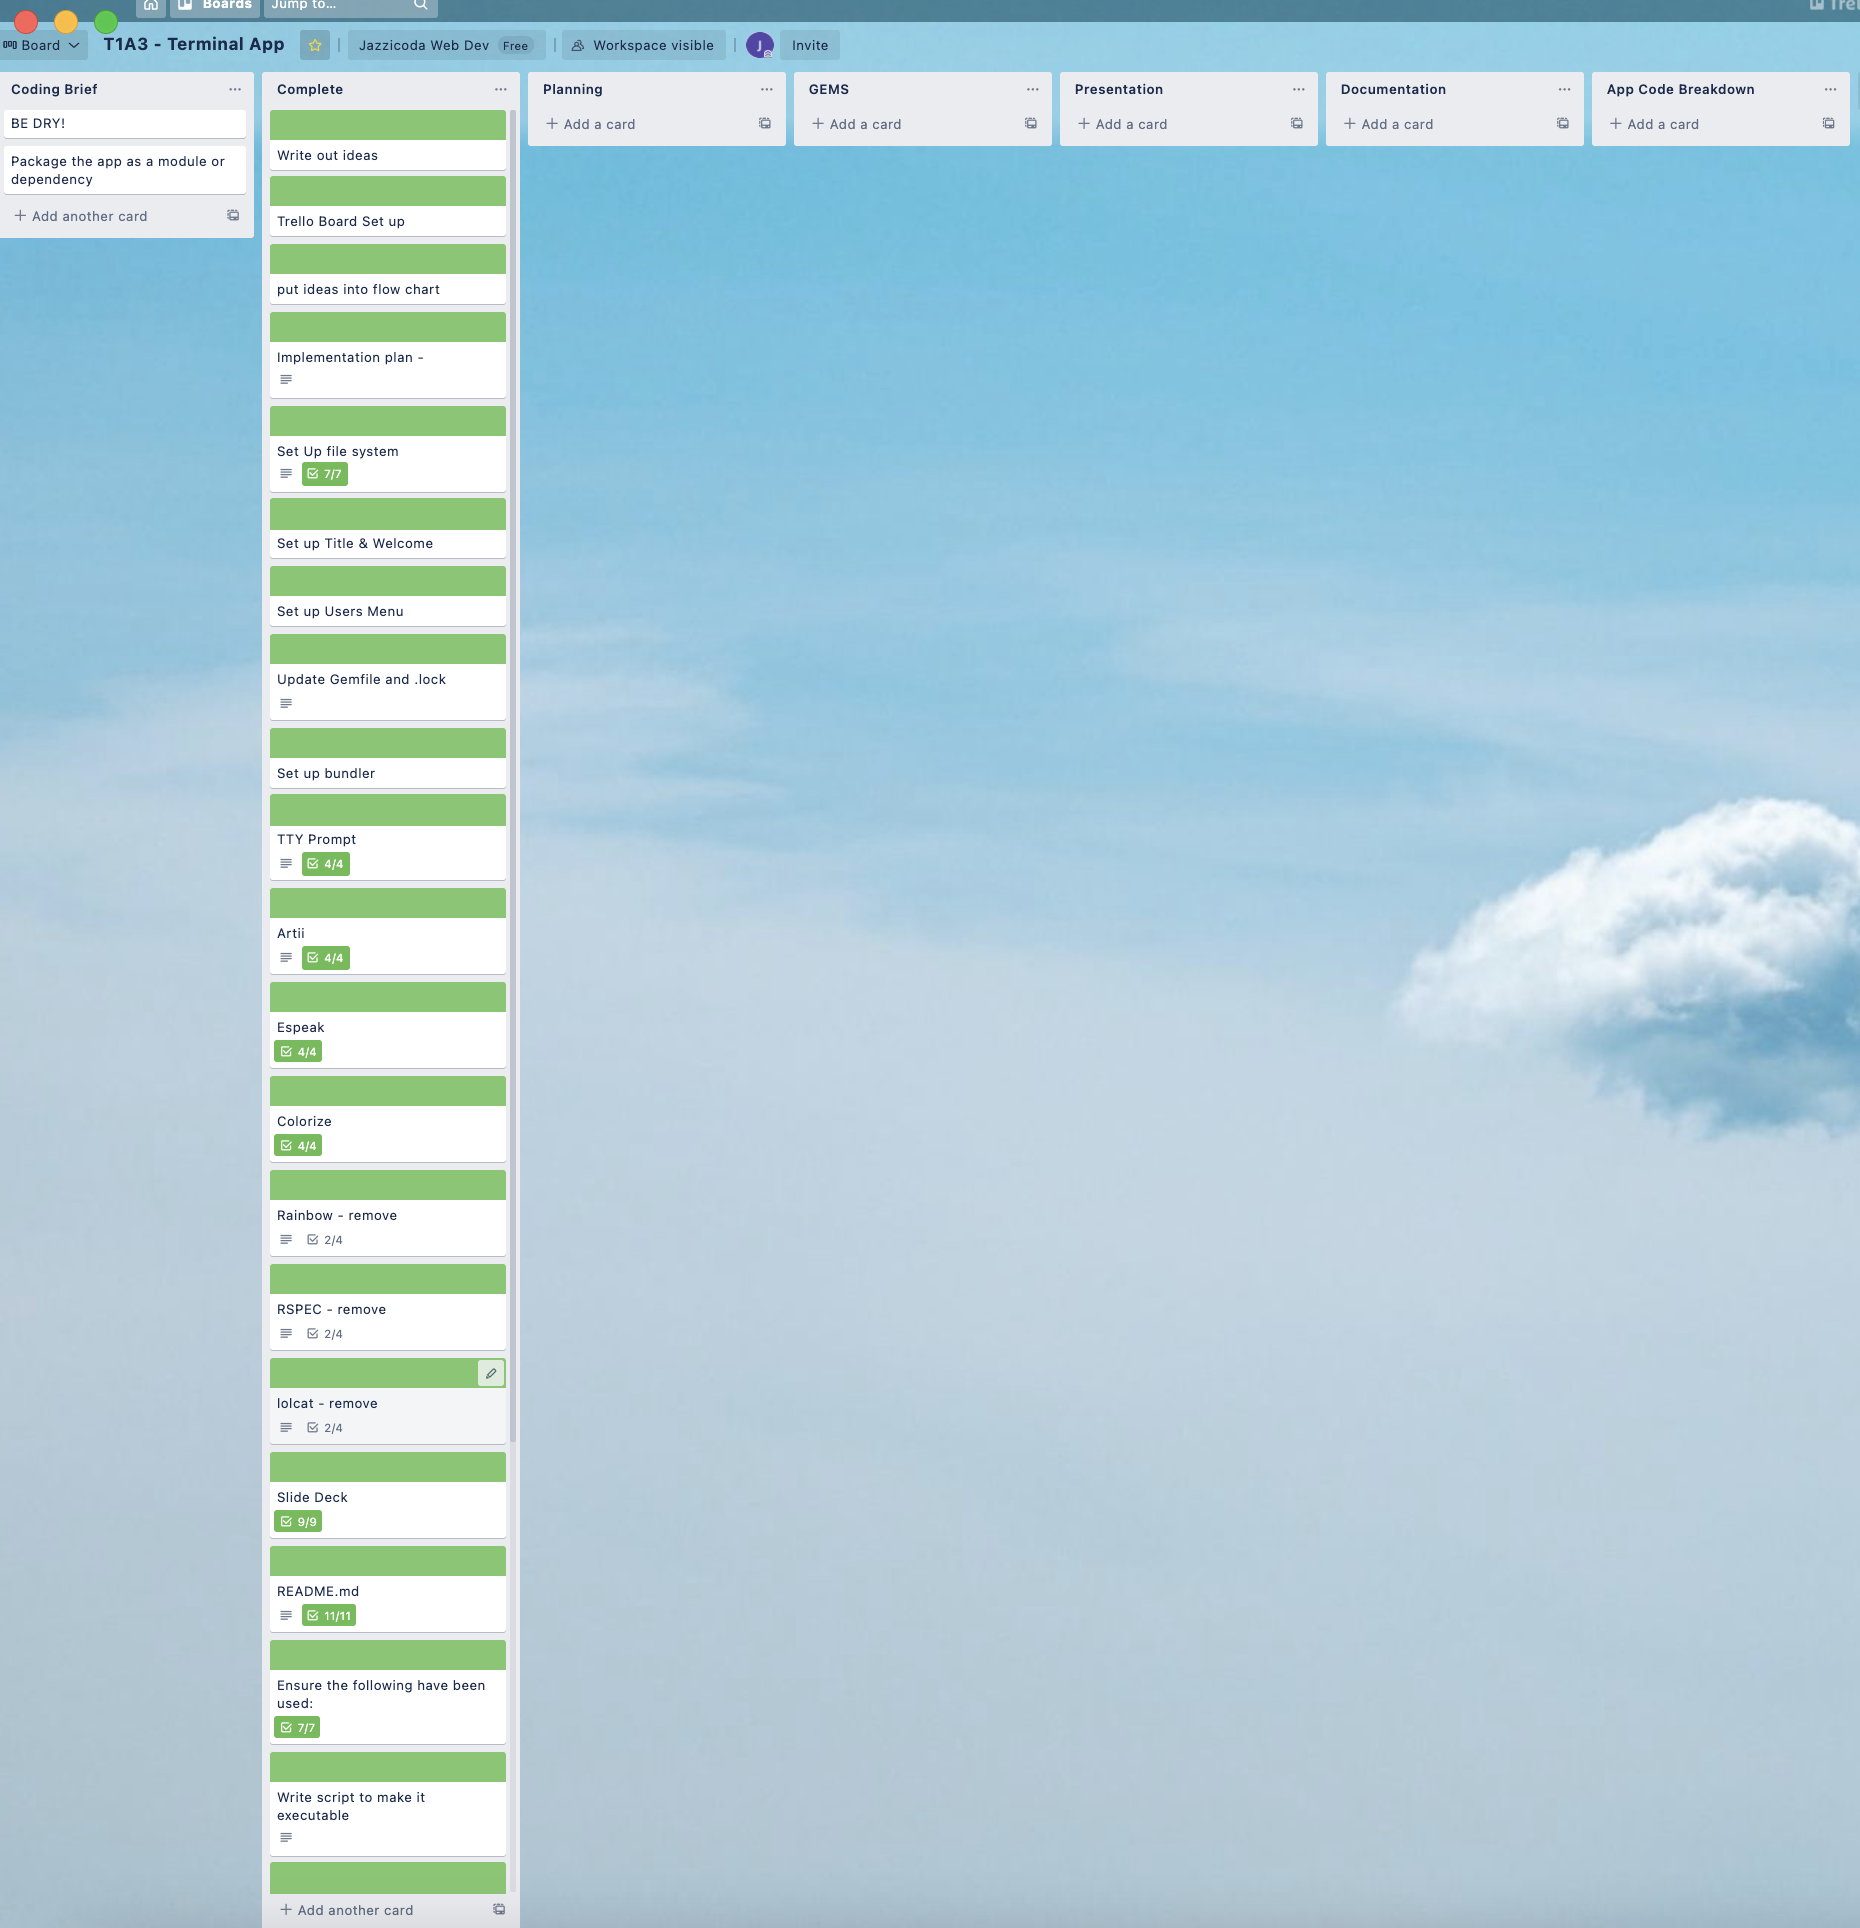 Boards
Jump to...
Board
T1A3 - Terminal App
Jazzicoda Web Dev Free
Workspace visible
J
Invite
Coding Brief
BE DRY!
Package the app as a module or
dependency
+ Add another card
Complete
Write out ideas
Trello Board Set up
put ideas into flow chart
Implementation plan -
Set Up file system
7/7
Set up Title & Welcome
Set up Users Menu
Update Gemfile and .lock
Set up bundler
TTY Prompt
4/4
Artii
4/4
Espeak
4/4
Colorize
4/4
Rainbow - remove
2/4
RSPEC - remove
2/4
lolcat - remove
2/4
Slide Deck
9/9
README.md
11/11
Ensure the following have been
used:
7/7
Write script to make it
executable
+ Add another card
Planning
+ Add a card
GEMS
+ Add a card
Presentation
+ Add a card
Documentation
+ Add a card
App Code Breakdown
+ Add a card